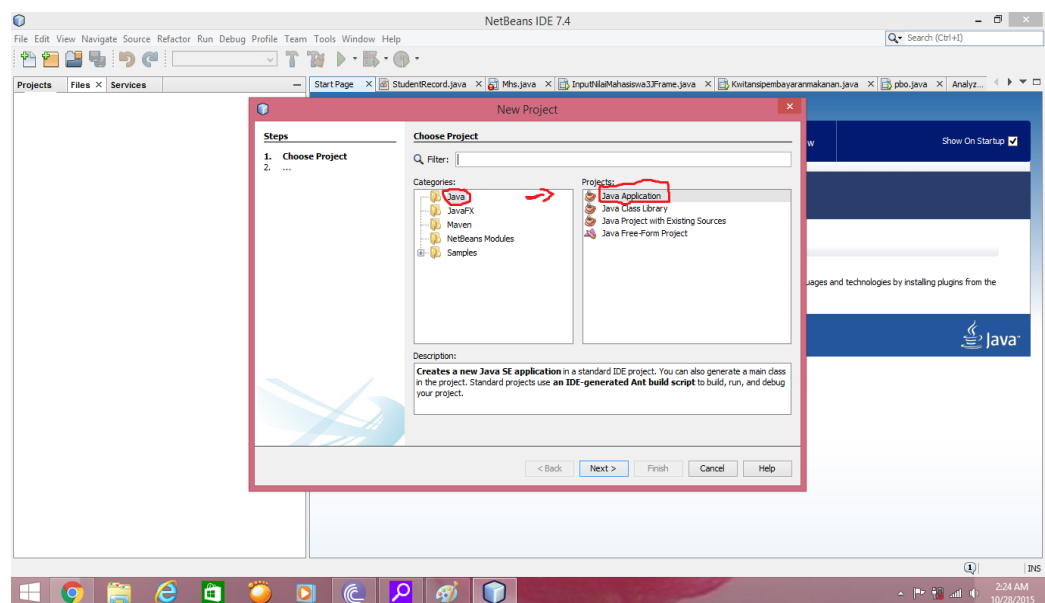 NetBeans IDE 7.4
File Edit View Navigate Source Refactor Run Debug Profile Team Tools Window Help
Search (Ctrl+I)
Projects Files Services
Start Page StudentRecord.java Mhs.java InputNilaiMahasiswa3JFrame.java Kwitansipembayaranmakanan.java pbo.java Analyz...
New Project
Steps
1. Choose Project
2. ...
Choose Project
Filter:
Categories:
Java
JavaFX
Maven
NetBeans Modules
Samples
Projects:
Java Application
Java Class Library
Java Project with Existing Sources
Java Free-Form Project
Description:
Creates a new Java SE application in a standard IDE project. You can also generate a main class
in the project. Standard projects use an IDE-generated Ant build script to build, run, and debug
your project.
< Back Next > Finish Cancel Help
w
Show On Startup
uages and technologies by installing plugins from the
Java
1 INS
2:24 AM
10/28/2015